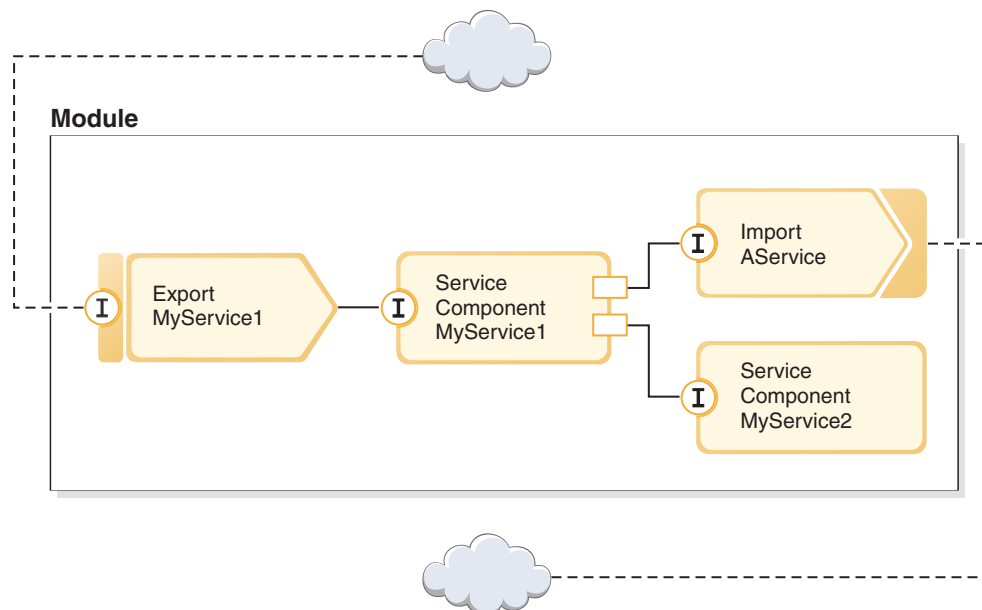 Module
Export
MyService1
Service
Component
MyService1
Import
AService
Service
Component
MyService2